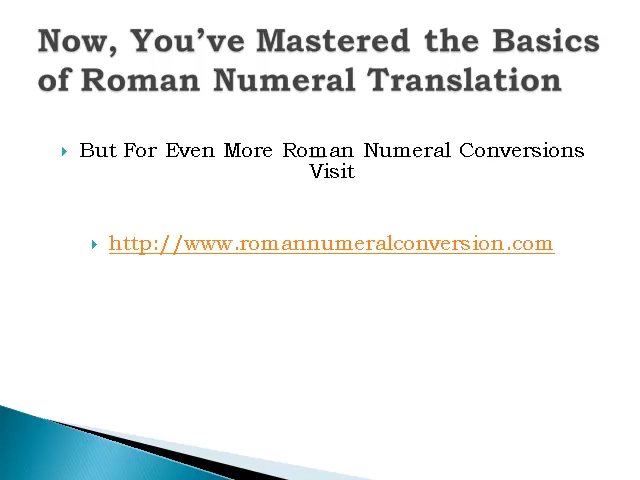 Now, You’ve Mastered the Basics
of Roman Numeral Translation
But For Even More Roman Numeral Conversions
Visit
http://www.romannumeralconversion.com